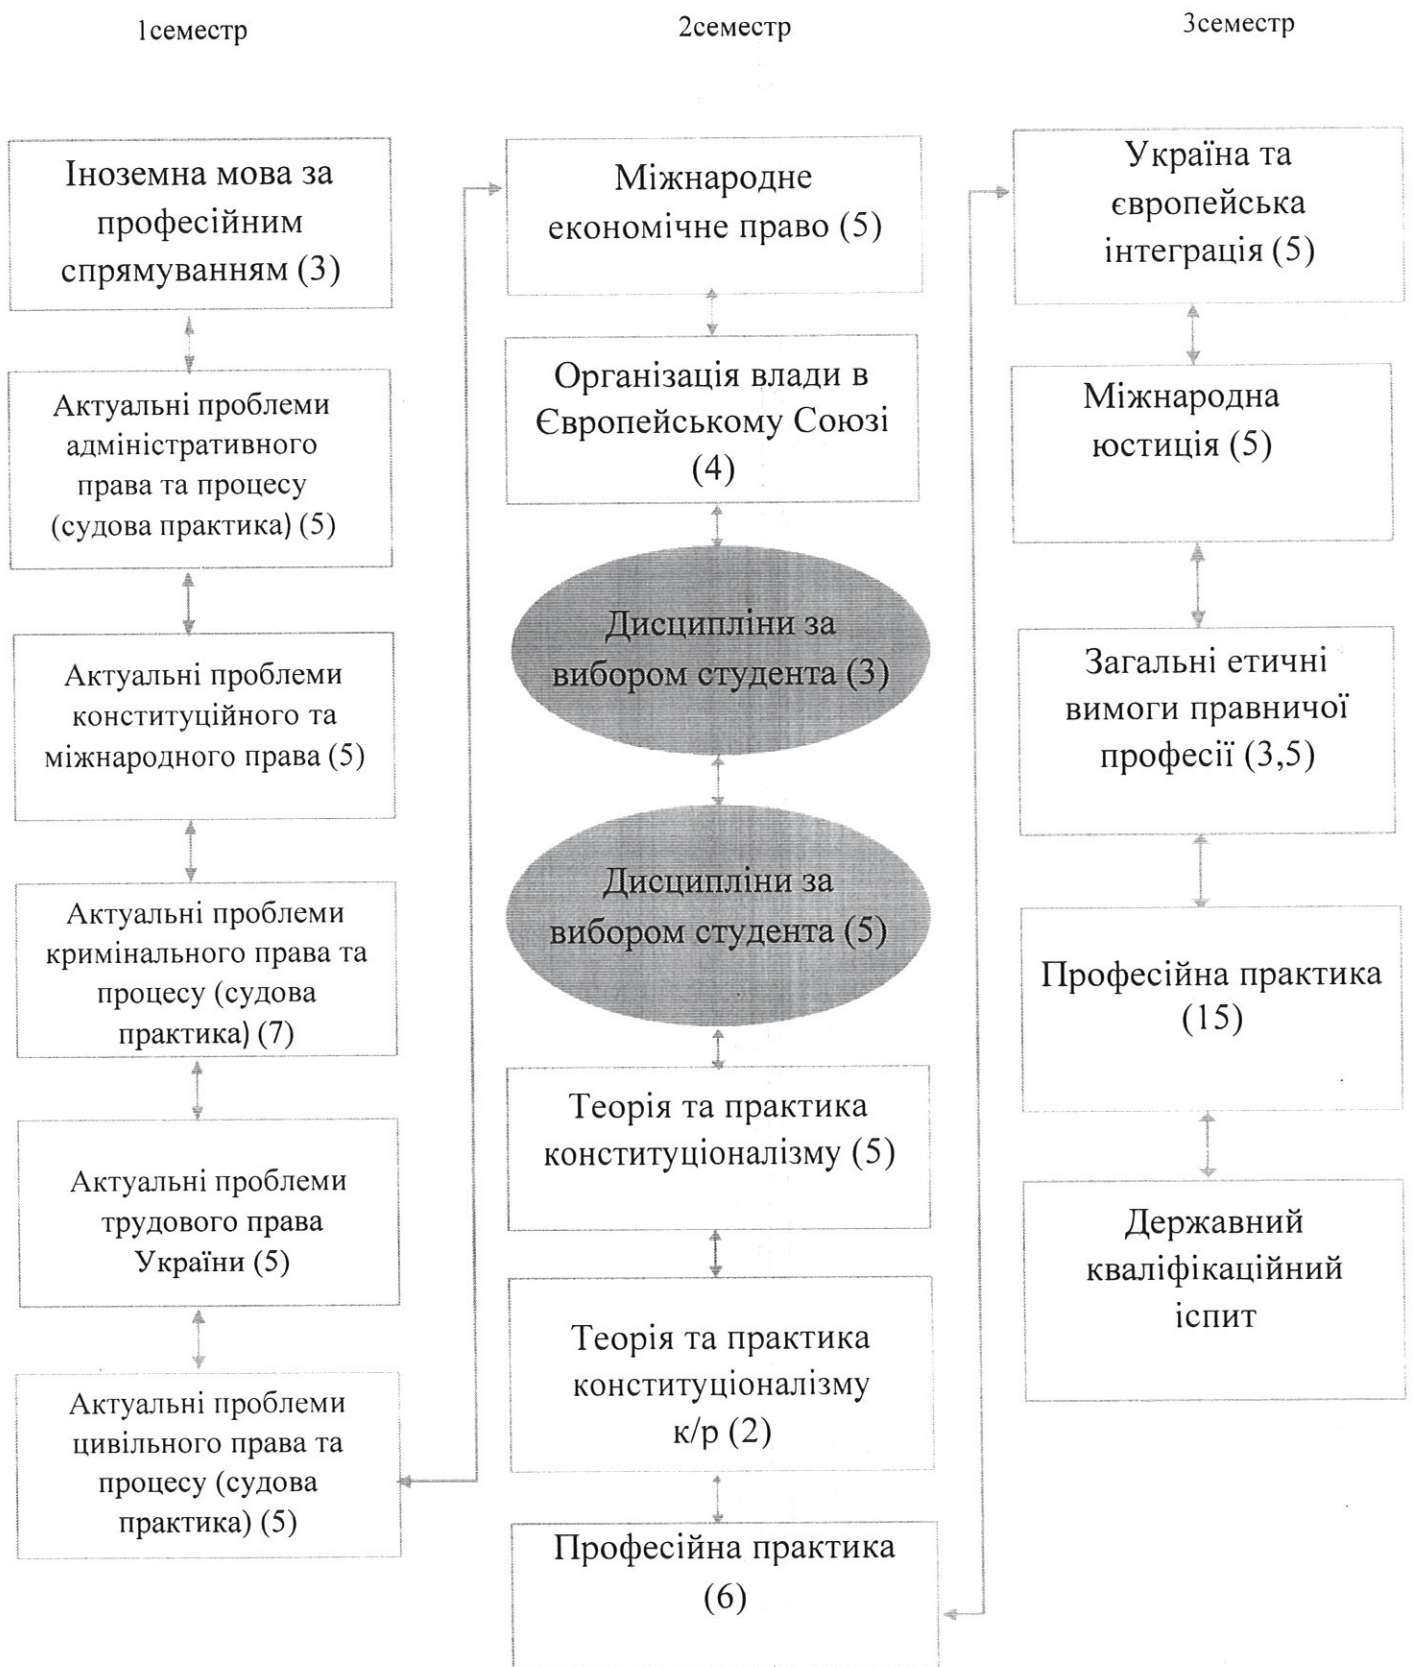 1семестр
2семестр
3семестр
Іноземна мова за
професійним
спрямуванням (3)
Актуальні проблеми
адміністративного
права та процесу
(судова практика) (5)
Актуальні проблеми
конституційного та
міжнародного права (5)
Актуальні проблеми
кримінального права та
процесу (судова
практика) (7)
Актуальні проблеми
трудового права
України (5)
Актуальні проблеми
цивільного права та
процесу (судова
практика) (5)
Міжнародне
економічне право (5)
Організація влади в
Європейському Союзі
(4)
Дисципліни за
вибором студента (3)
Дисципліни за
вибором студента (5)
Теорія та практика
конституціоналізму (5)
Теорія та практика
конституціоналізму
к/р (2)
Професійна практика
(6)
Україна та
європейська
інтеграція (5)
Міжнародна
юстиція (5)
Загальні етичні
вимоги правничої
професії (3,5)
Професійна практика
(15)
Державний
кваліфікаційний
іспит